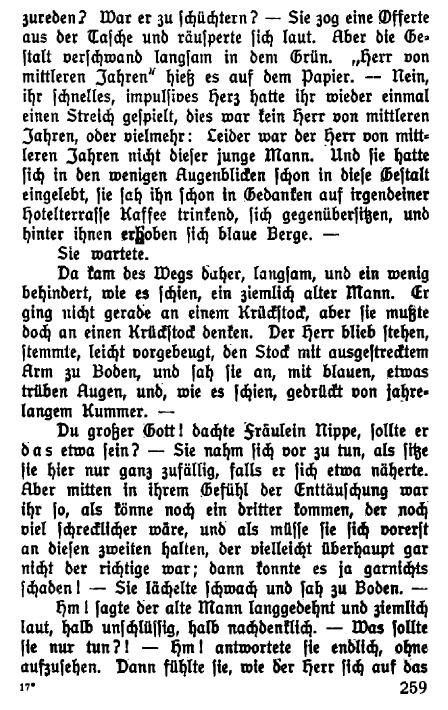 zureden? War er zu schüchtern? — Sie zog eine Offerte
aus der Tasche und räusperte sich laut. Aber die Ge-
stalt verschwand langsam in dem Grün. „Herr von
mittleren Jahren“ hieß es auf dem Papier. — Nein,
ihr schnelles, impulsives Herz hatte ihr wieder einmal
einen Streich gespielt, dies war kein Herr von mittleren
Jahren, oder vielmehr: Leider war der Herr von mitt-
leren Jahren nicht dieser junge Mann. Und sie hatte
sich in den wenigen Augenblicken schon in diese Gestalt
eingelebt, sie sah ihn schon in Gedanken auf irgendeiner
Hotelterrasse Kaffee trinkend, sich gegenübersitzen, und
hinter ihnen erhoben sich blaue Berge. —
Sie wartete.
Da kam des Wegs daher, langsam, und ein wenig
behindert, wie es schien, ein ziemlich alter Mann. Er
ging nicht gerade an einem Krückstock, aber sie mußte
doch an einen Krückstock denken. Der Herr blieb stehen,
stemmte, leicht vorgebeugt, den Stock mit ausgestrecktem
Arm zu Boden, und sah sie an, mit blauen, etwas
trüben Augen, und, wie es schien, gedrückt von jahre-
langem Kummer. —
Du großer Gott! dachte Fräulein Nippe, sollte er
das etwa sein? — Sie nahm sich vor zu tun, als sitze
sie hier nur ganz zufällig, falls er sich etwa näherte.
Aber mitten in ihrem Gefühl der Enttäuschung war
ihr so, als könne noch ein dritter kommen, der noch
viel schrecklicher wäre, und als müsse sie sich vorerst
an diesen zweiten halten, der vielleicht überhaupt gar
nicht der richtige war; dann konnte es ja garnichts
schaden! — Sie lächelte schwach und sah zu Boden. —
Hm! sagte der alte Mann langgedehnt und ziemlich
laut, halb unschlüssig, halb nachdenklich. — Was sollte
sie nur tun?! — Hm! antwortete sie endlich, ohne
aufzusehen. Dann fühlte sie, wie der Herr sich auf das
17*
259